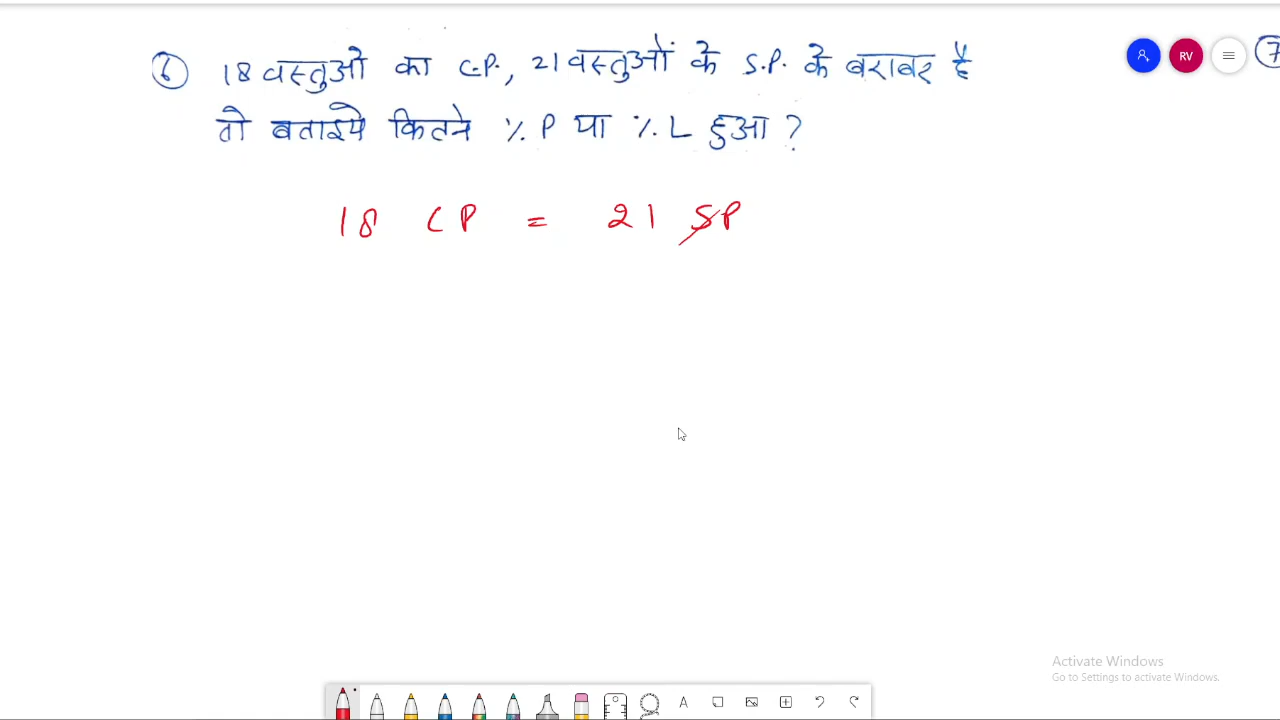 ⑥ 18 वस्तुओ का C.P., 21 वस्तुओं के S.P. के बराबर है
तो बताइये कितने % P या % L हुआ ?
18 CP = 21 SP
RV
7
Activate Windows
Go to Settings to activate Windows.
A